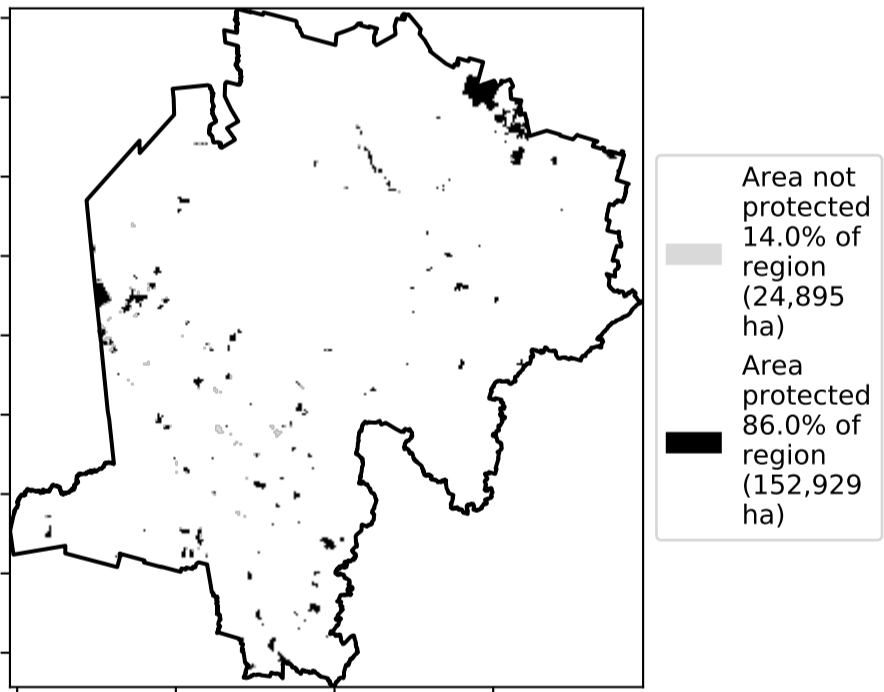 Area not
protected
14.0% of
region
(24,895
ha)
Area
protected
86.0% of
region
(152,929
ha)